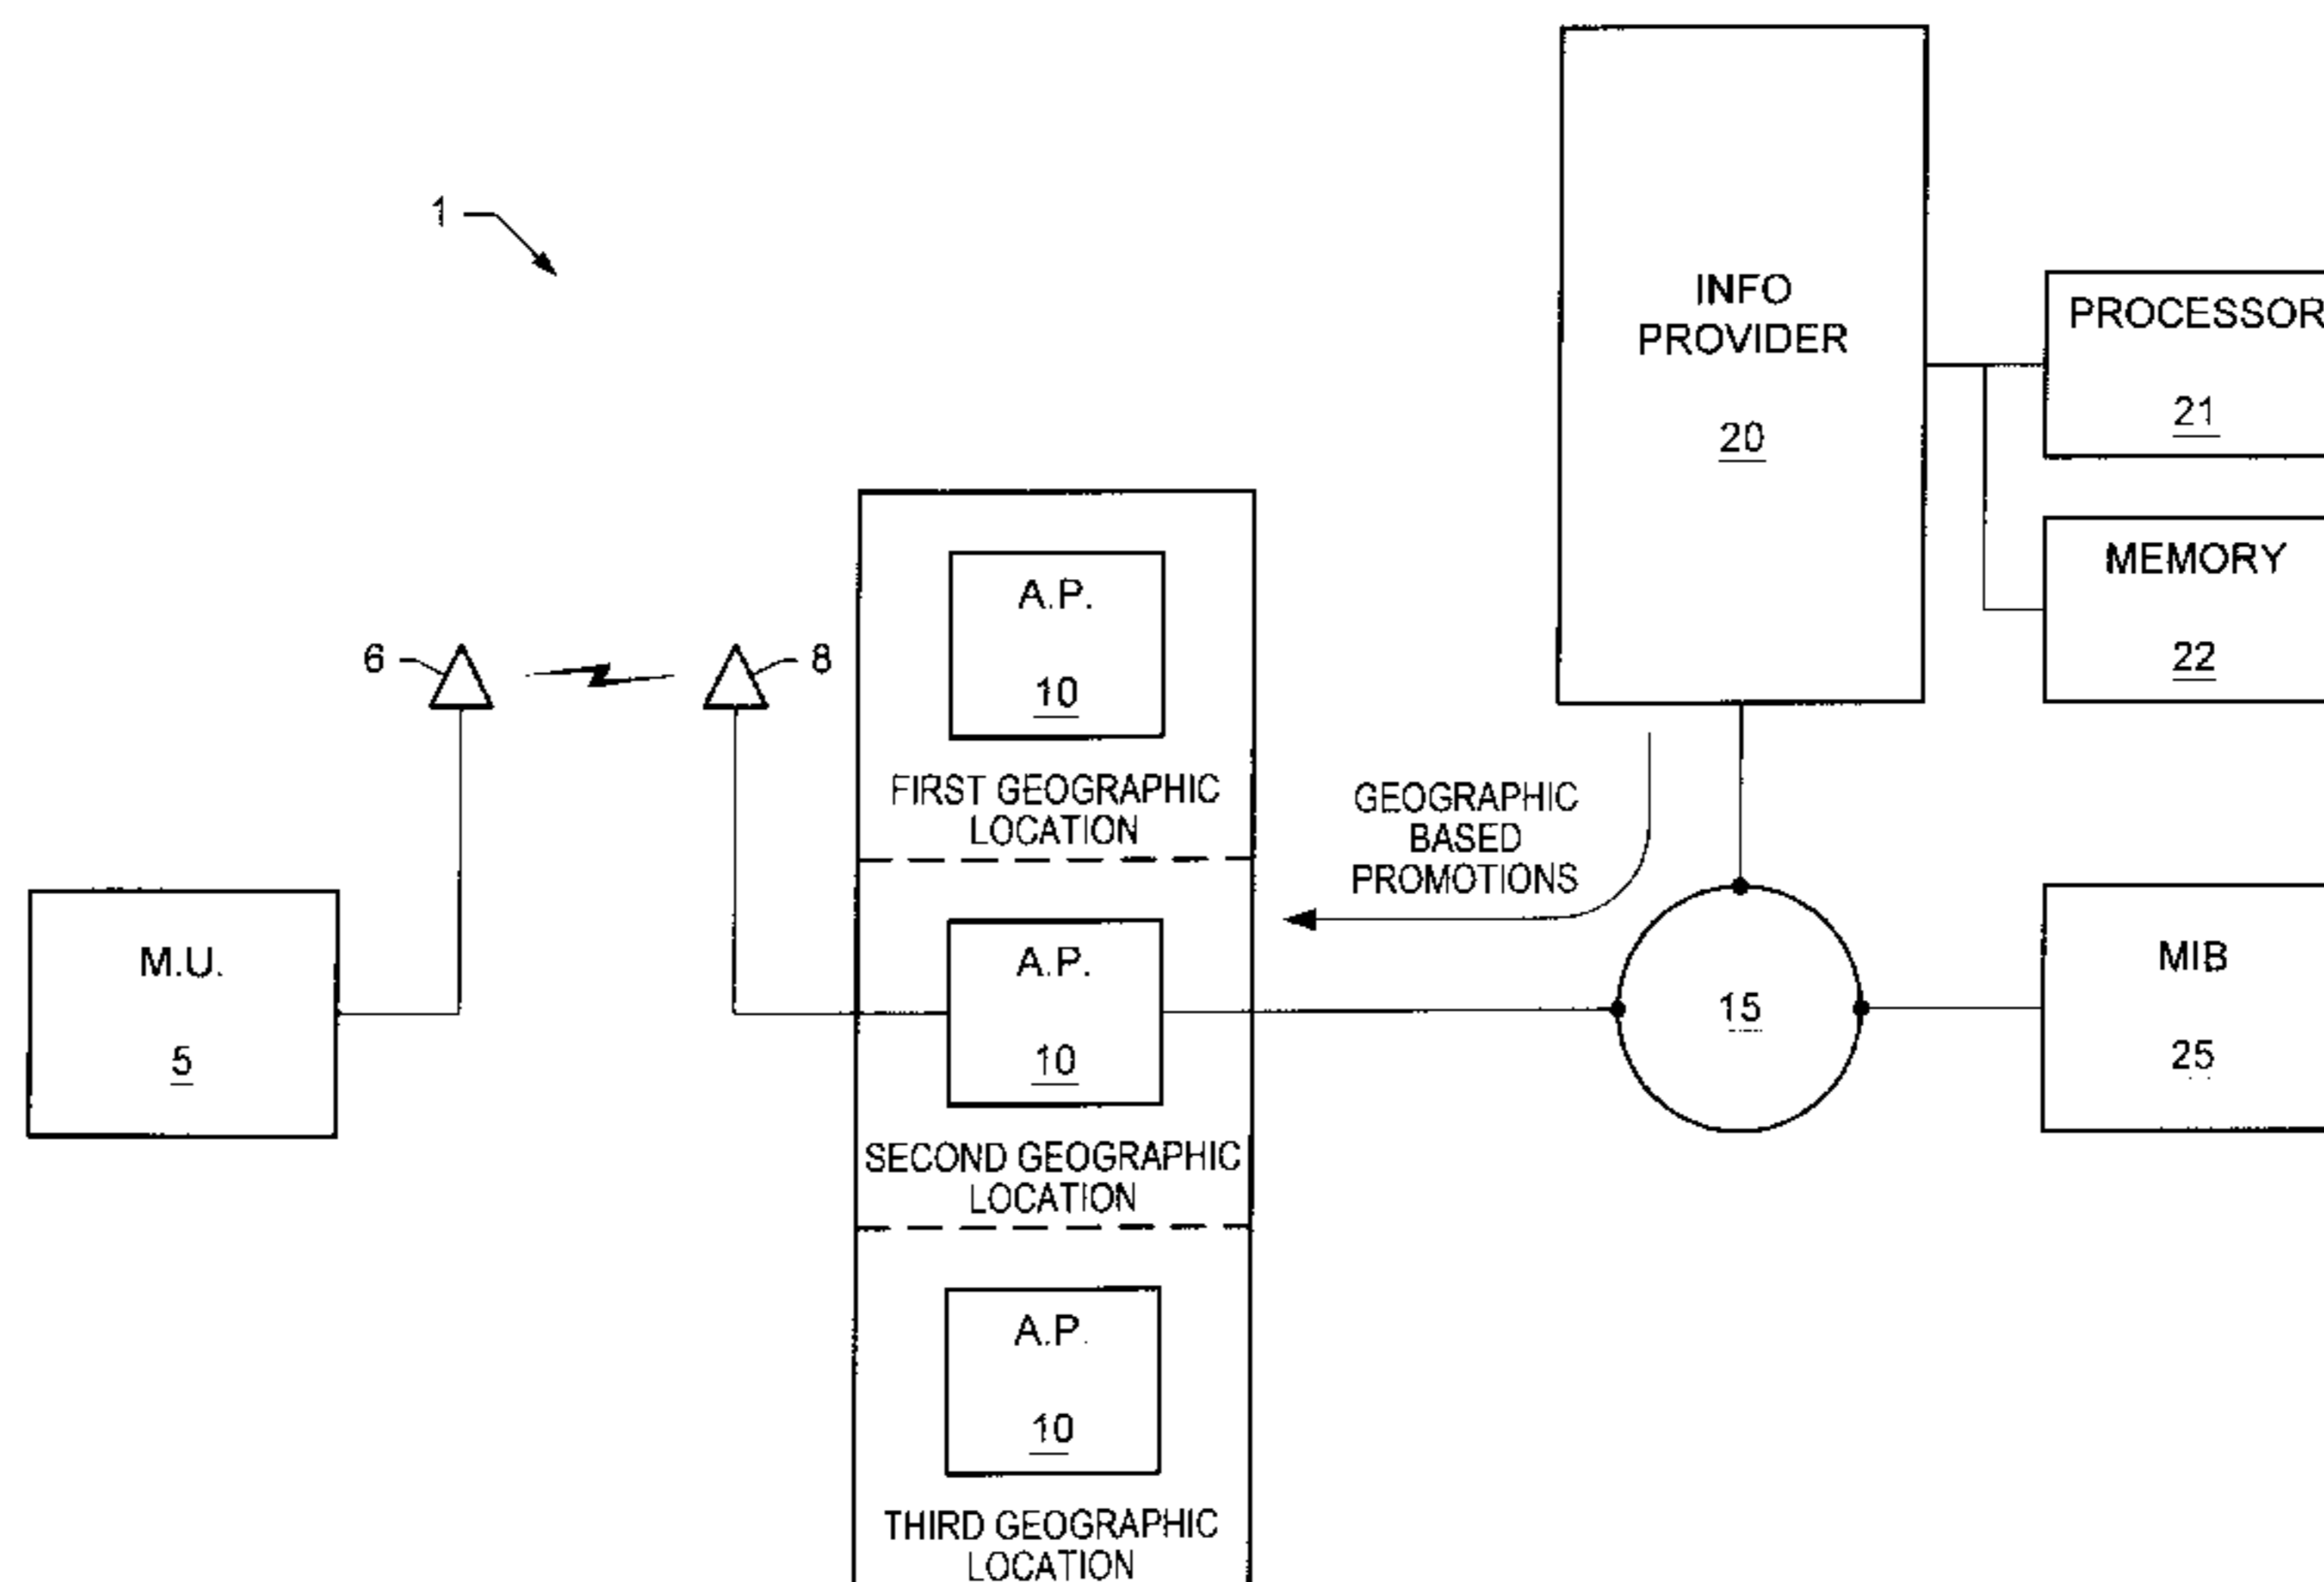 1
INFO
PROVIDER
20
PROCESSOR
21
MEMORY
22
6
8
A.P.
10
FIRST GEOGRAPHIC
LOCATION
GEOGRAPHIC
BASED
PROMOTIONS
M.U.
5
A.P.
10
SECOND GEOGRAPHIC
LOCATION
15
MIB
25
A.P.
10
THIRD GEOGRAPHIC
LOCATION